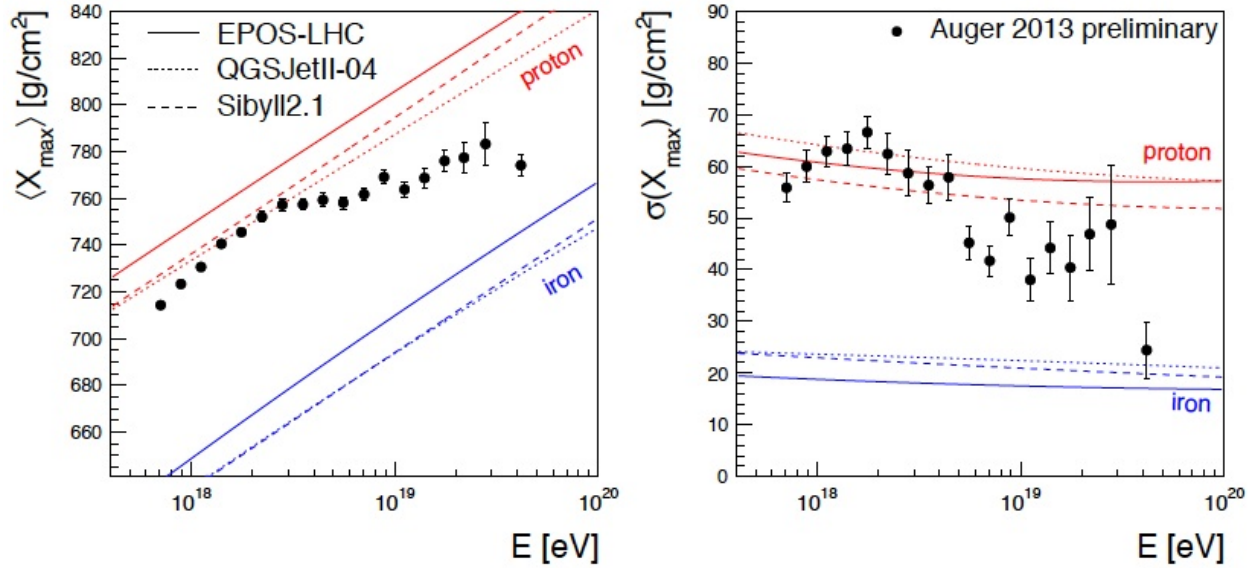 840
820
800
780
760
740
720
700
680
660
⟨X_max⟩ [g/cm²]
EPOS-LHC
QGSJetII-04
Sibyll2.1
proton
iron
10¹⁸
10¹⁹
10²⁰
E [eV]
90
80
70
60
50
40
30
20
10
0
σ(X_max) [g/cm²]
Auger 2013 preliminary
proton
iron
10¹⁸
10¹⁹
10²⁰
E [eV]